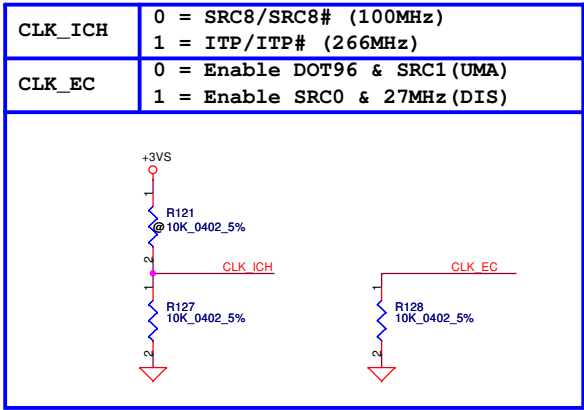 CLK_ICH
0 = SRC8/SRC8# (100MHz)
1 = ITP/ITP# (266MHz)
CLK_EC
0 = Enable DOT96 & SRC1(UMA)
1 = Enable SRC0 & 27MHz(DIS)
+3VS
1
R121
@ 10K_0402_5%
2
CLK_ICH
CLK_EC
1
R127
10K_0402_5%
2
1
R128
10K_0402_5%
2